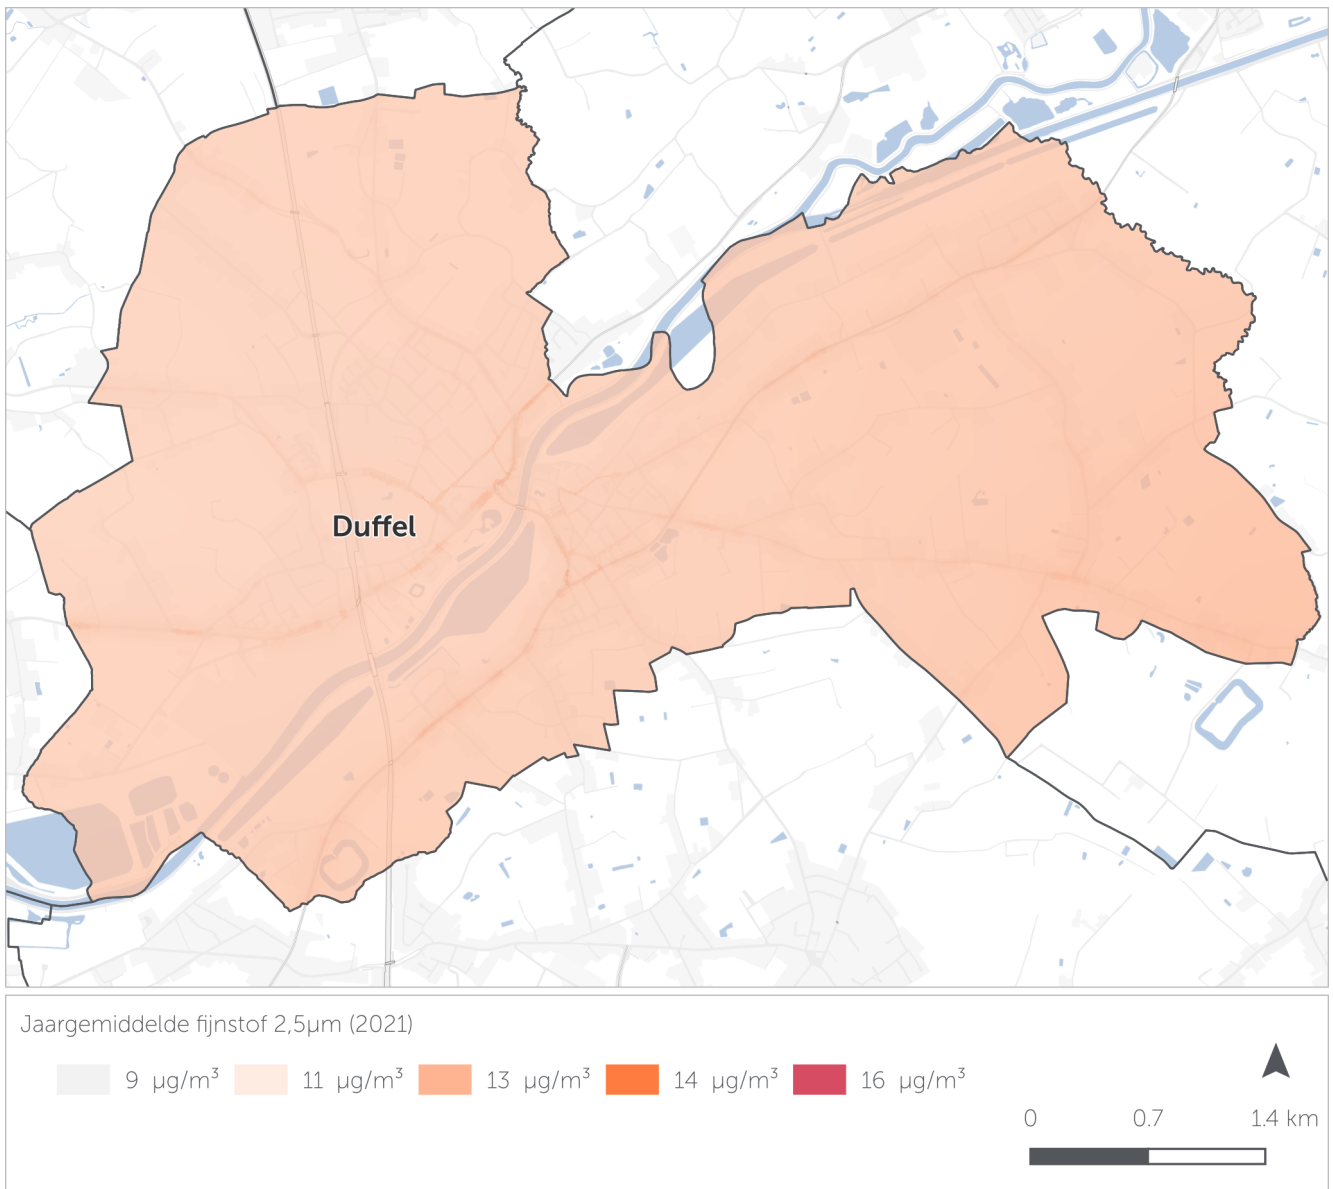 Duffel
Jaargemiddelde fijnstof 2,5µm (2021)
9 µg/m³ 11 µg/m³ 13 µg/m³ 14 µg/m³ 16 µg/m³
0 0.7 1.4 km